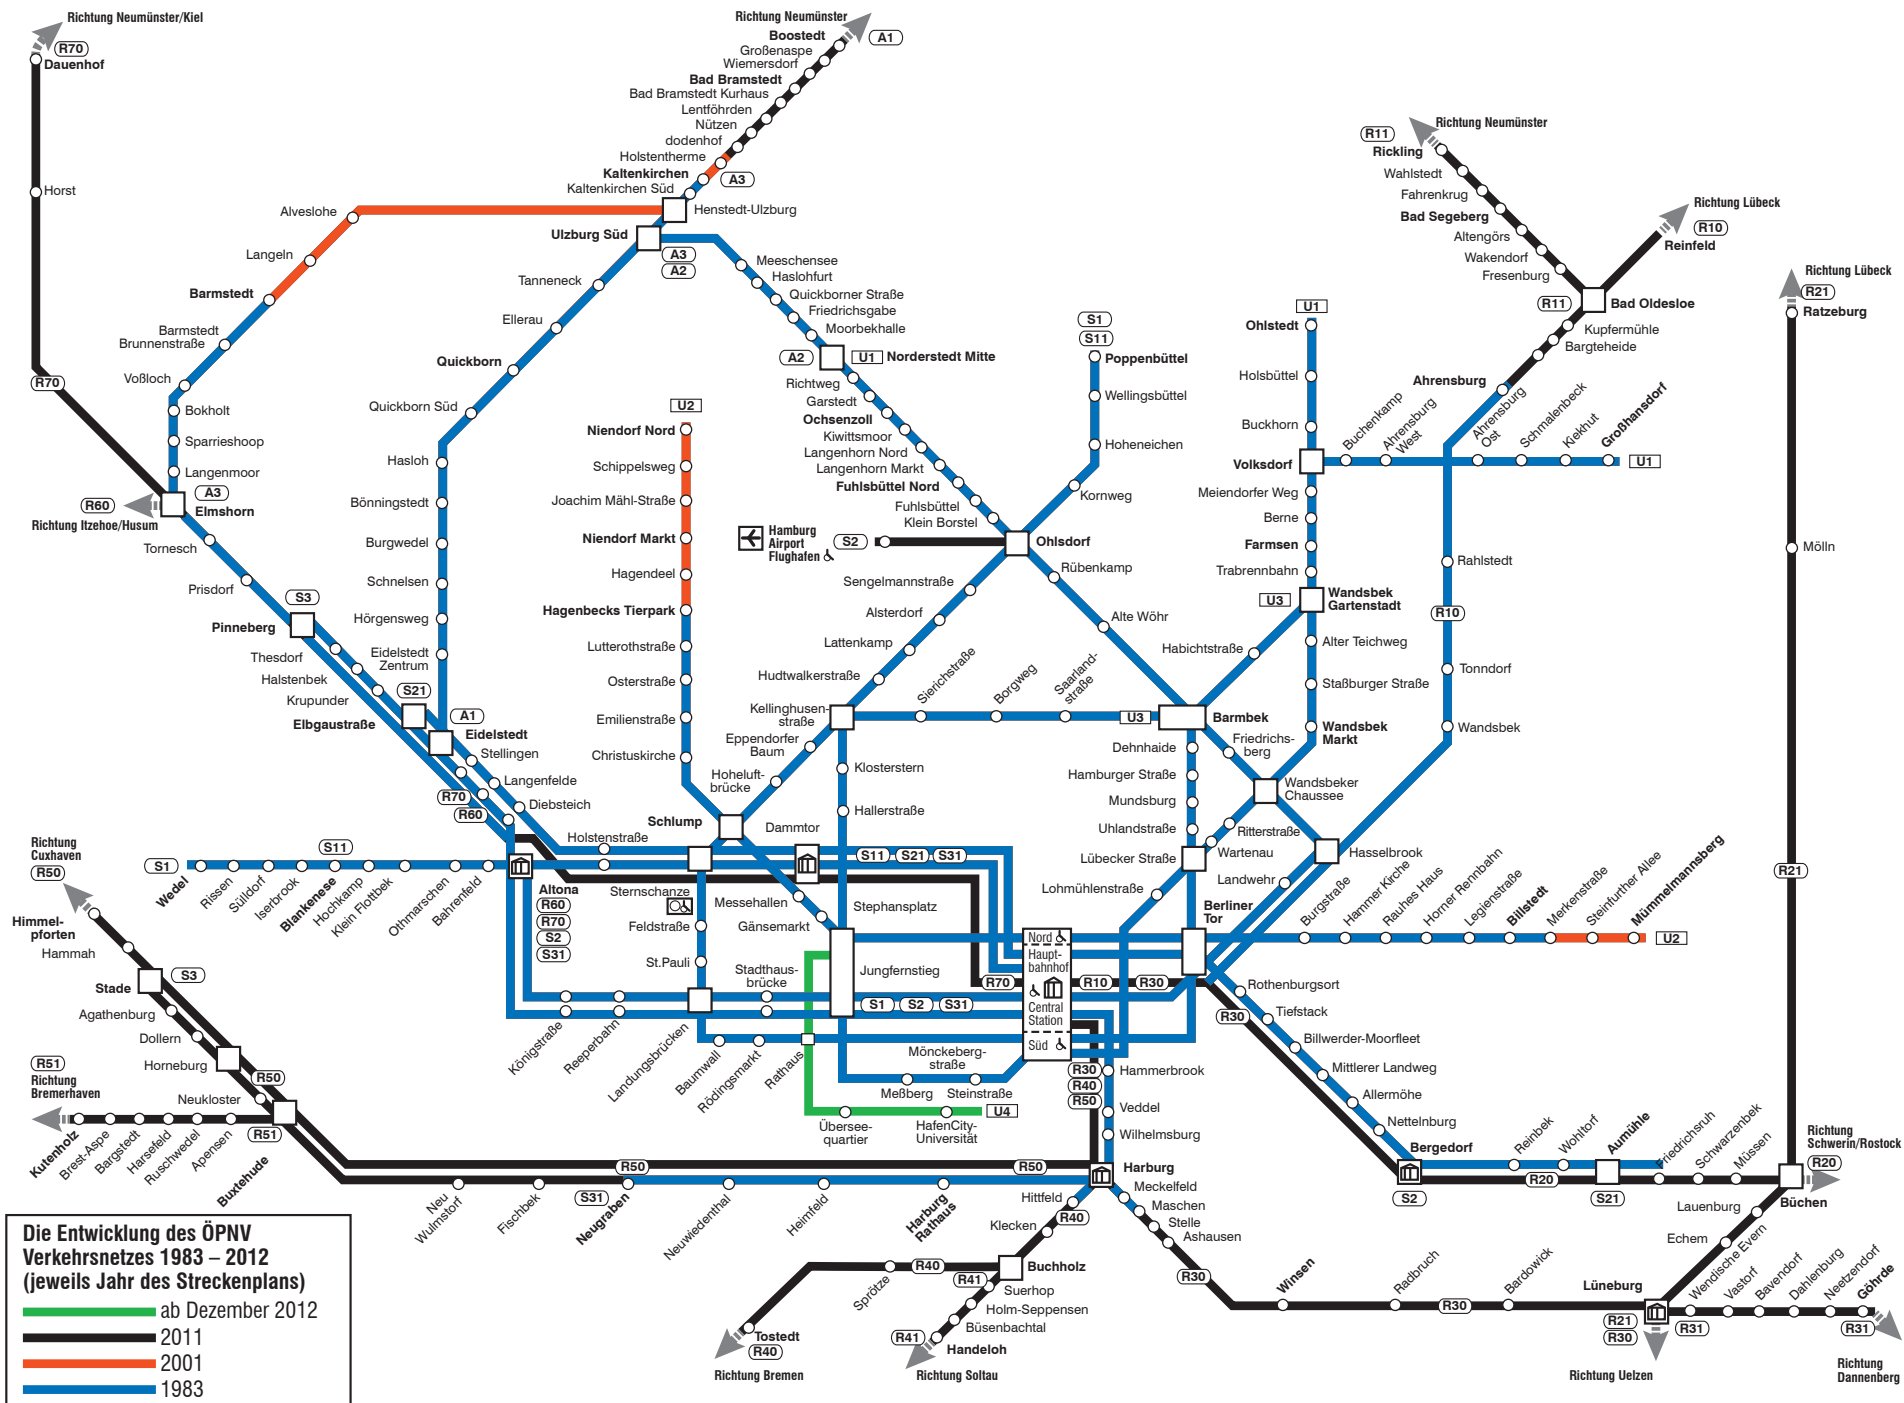 Richtung Neumünster/Kiel
R70
Dauenhof
Horst
R70
R60
Richtung Itzehoe/Husum
A3
Elmshorn
Langenmoor
Sparrieshoop
Bokholt
Voßloch
Barmstedt
Brunnenstraße
Barmstedt
Langeln
Alveslohe
Richtung Neumünster
A1
Boostedt
Großenaspe
Wiemersdorf
Bad Bramstedt
Bad Bramstedt Kurhaus
Lentföhrden
Nützen
dodenhof
Holstentherme
Kaltenkirchen
A3
Kaltenkirchen Süd
Henstedt-Ulzburg
Ulzburg Süd
A3
A2
Tanneneck
Ellerau
Quickborn
Quickborn Süd
Hasloh
Bönningstedt
Burgwedel
Schnelsen
Hörgensweg
Eidelstedt
Zentrum
Meeschensee
Haslohfurt
Quickborner Straße
Friedrichsgabe
Moorbekhalle
A2
U1
Norderstedt Mitte
Richtweg
Garstedt
Ochsenzoll
Kiwittsmoor
Langenhorn Nord
Langenhorn Markt
Fuhlsbüttel Nord
Fuhlsbüttel
Klein Borstel
Hamburg
Airport
Flughafen
S2
Ohlsdorf
S1
S11
Poppenbüttel
Wellingsbüttel
Hoheneichen
Kornweg
Rübenkamp
Alte Wöhr
Sengelmannstraße
Alsterdorf
Lattenkamp
Hudtwalkerstraße
Kellinghusen-
straße
Sierichstraße
Borgweg
Saarland-
straße
U3
Barmbek
U2
Niendorf Nord
Schippelsweg
Joachim Mähl-Straße
Niendorf Markt
Hagendeel
Hagenbecks Tierpark
Lutterothstraße
Osterstraße
Emilienstraße
Christuskirche
Eppendorfer
Baum
Hoheluft-
brücke
Schlump
Klosterstern
Hallerstraße
Dammtor
Messehallen
Gänsemarkt
Stephansplatz
Tornesch
Prisdorf
S3
Pinneberg
Thesdorf
Halstenbek
Krupunder
S21
Elbgaustraße
A1
Eidelstedt
Stellingen
Langenfelde
Diebsteich
R70
R60
Holstenstraße
Richtung
Cuxhaven
R50
S1
Wedel
Rissen
Sülldorf
Iserbrook
S11
Blankenese
Hochkamp
Klein Flottbek
Othmarschen
Bahrenfeld
Altona
R60
R70
S2
S31
Sternschanze
Feldstraße
St.Pauli
S11
S21
S31
Stadthaus-
brücke
Jungfernstieg
S1
S2
S31
Königstraße
Reeperbahn
Landungsbrücken
Baumwall
Rödingsmarkt
Rathaus
Mönckeberg-
straße
Meßberg
Steinstraße
Übersee-
quartier
HafenCity-
Universität
U4
Nord
Haupt-
bahnhof
Central
Station
Süd
R70
R10
R30
R30
R40
R50
Hammerbrook
Veddel
Wilhelmsburg
Harburg
Richtung Neumünster
R11
Rickling
Wahlstedt
Fahrenkrug
Bad Segeberg
Altengörs
Wakendorf
Fresenburg
R11
Bad Oldesloe
Richtung Lübeck
R10
Reinfeld
Kupfermühle
Bargteheide
Ahrensburg
Richtung Lübeck
R21
Ratzeburg
Mölln
R21
U1
Ohlstedt
Holsbüttel
Buckhorn
Volksdorf
Buchenkamp
Ahrensburg
West
Ahrensburg
Ost
Schmalenbeck
Kiekhut
Großhansdorf
U1
Meiendorfer Weg
Berne
Farmsen
Trabrennbahn
U3
Wandsbek
Gartenstadt
Habichtstraße
Alter Teichweg
Staßburger Straße
Wandsbek
Markt
Rahlstedt
R10
Tonndorf
Wandsbek
Dehnhaide
Hamburger Straße
Mundsburg
Uhlandstraße
Lübecker Straße
Lohmühlenstraße
Friedrichs-
berg
Wandsbeker
Chaussee
Ritterstraße
Wartenau
Hasselbrook
Landwehr
Berliner
Tor
Burgstraße
Hammer Kirche
Rauhes Haus
Horner Rennbahn
Legienstraße
Billstedt
Merkenstraße
Steinfurther Allee
Mümmelmannsberg
U2
R30
Rothenburgsort
Tiefstack
Billwerder-Moorfleet
Mittlerer Landweg
Allermöhe
Nettelnburg
Bergedorf
S2
Reinbek
Wohltorf
Aumühle
S21
R20
Friedrichsruh
Schwarzenbek
Müssen
Richtung
Schwerin/Rostock
R20
Büchen
Lauenburg
Echem
Lüneburg
R21
R30
Richtung Uelzen
Wendische Evern
Vastorf
Bavendorf
Dahlenburg
Neetzendorf
Göhrde
R31
R31
Richtung
Dannenberg
Himmel-
pforten
Hammah
Stade
S3
Agathenburg
Dollern
Horneburg
R50
Neukloster
R51
Richtung
Bremerhaven
Kutenholz
Brest-Aspe
Bargstedt
Harsefeld
Ruschwedel
Apensen
R51
Buxtehude
R50
R50
Neu
Wulmstorf
Fischbek
S31
Neugraben
Neuwiedenthal
Heimfeld
Harburg
Rathaus
Hittfeld
R40
Klecken
Buchholz
R40
R41
Sprötze
Tostedt
R40
Richtung Bremen
Suerhop
Holm-Seppensen
Büsenbachtal
R41
Handeloh
Richtung Soltau
Meckelfeld
Maschen
Stelle
Ashausen
R30
Winsen
Radbruch
R30
Bardowick
Die Entwicklung des ÖPNV
Verkehrsnetzes 1983 – 2012
(jeweils Jahr des Streckenplans)
ab Dezember 2012
2011
2001
1983